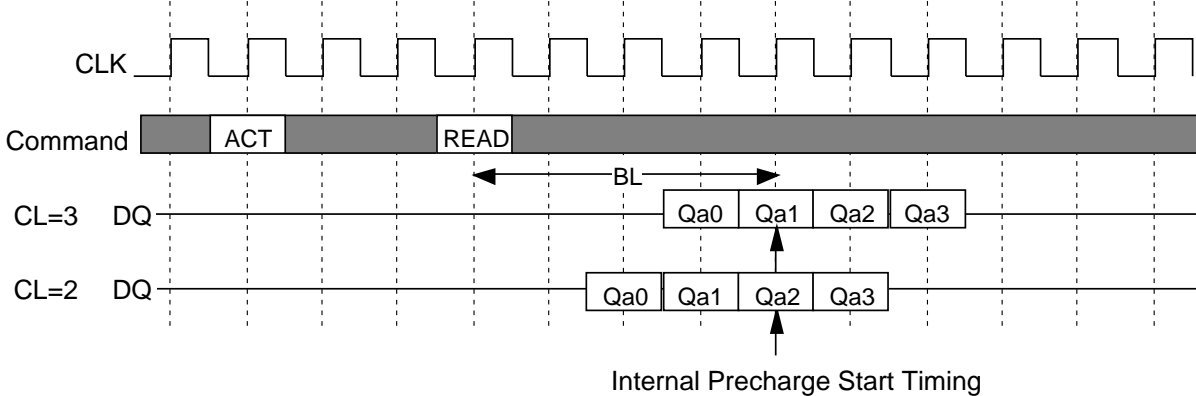 CLK
Command ACT READ
BL
CL=3 DQ Qa0 Qa1 Qa2 Qa3
CL=2 DQ Qa0 Qa1 Qa2 Qa3
Internal Precharge Start Timing